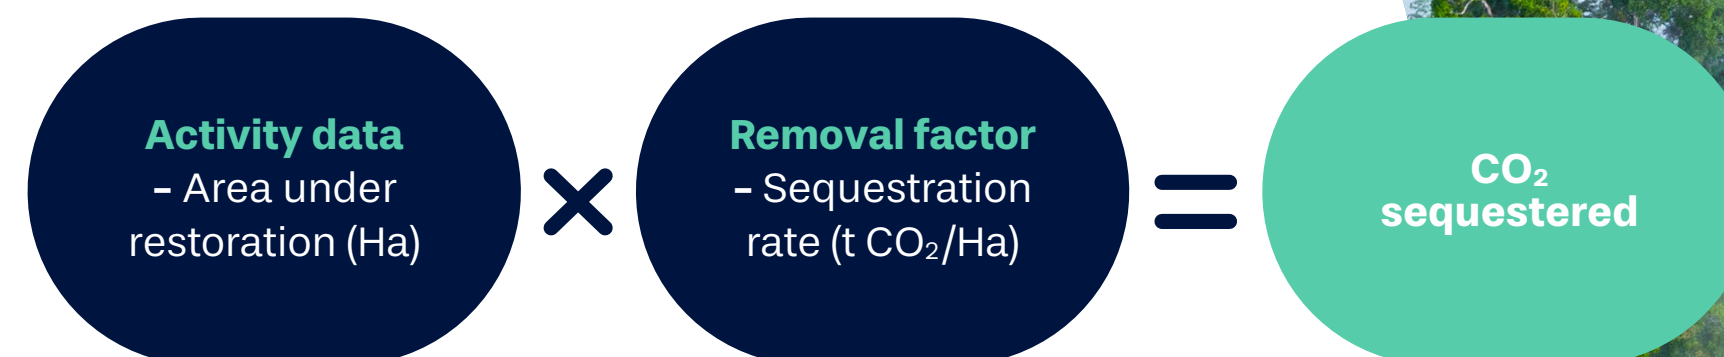 Activity data
- Area under
restoration (Ha)
×
Removal factor
- Sequestration
rate (t CO₂/Ha)
=
CO₂
sequestered